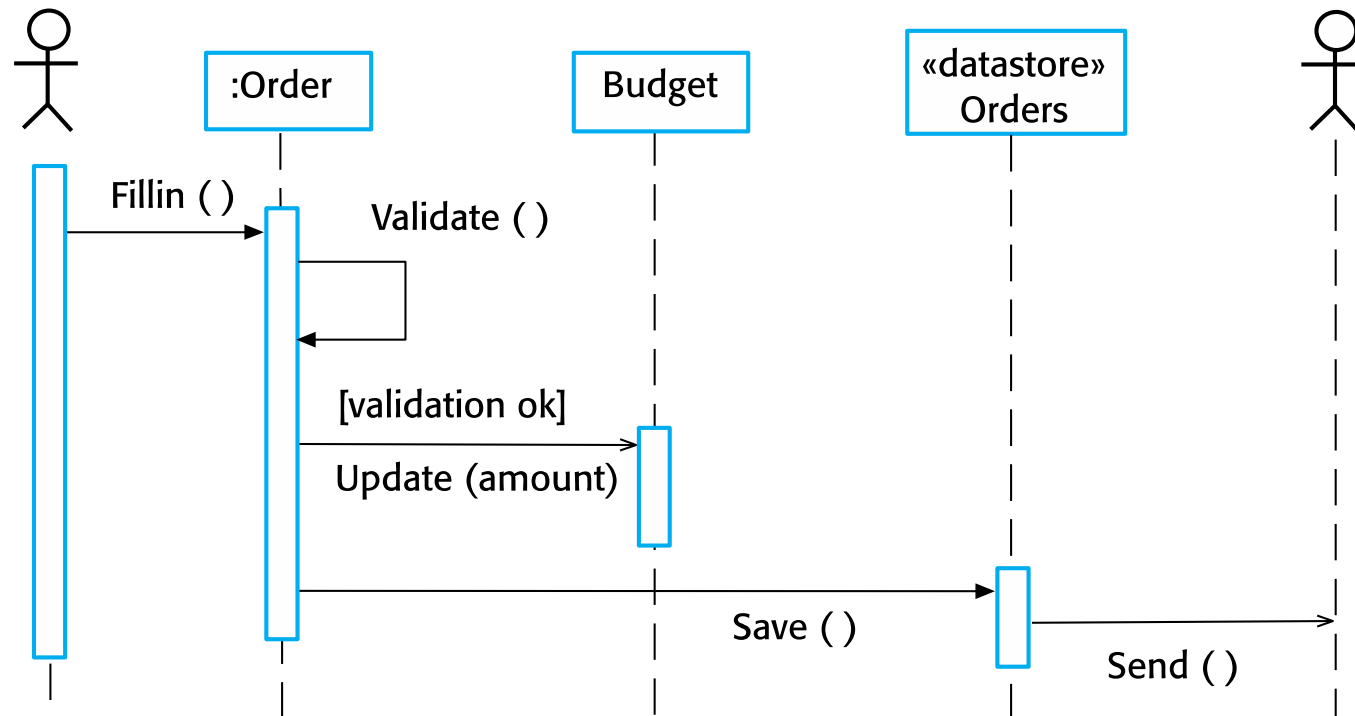 :Order
Budget
«datastore»
Orders
Fillin ( )
Validate ( )
[validation ok]
Update (amount)
Save ( )
Send ( )